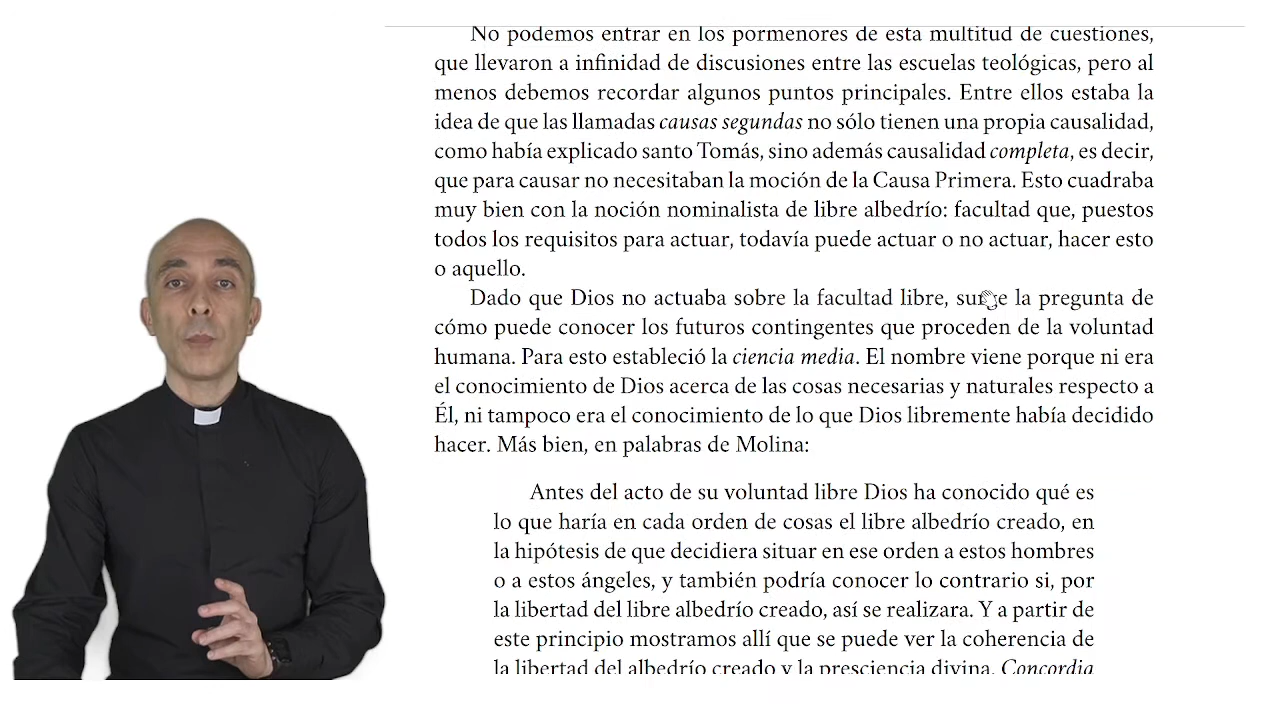 No podemos entrar en los pormenores de esta multitud de cuestiones,
que llevaron a infinidad de discusiones entre las escuelas teológicas, pero al
menos debemos recordar algunos puntos principales. Entre ellos estaba la
idea de que las llamadas causas segundas no sólo tienen una propia causalidad,
como había explicado santo Tomás, sino además causalidad completa, es decir,
que para causar no necesitaban la moción de la Causa Primera. Esto cuadraba
muy bien con la noción nominalista de libre albedrío: facultad que, puestos
todos los requisitos para actuar, todavía puede actuar o no actuar, hacer esto
o aquello.
Dado que Dios no actuaba sobre la facultad libre, surge la pregunta de
cómo puede conocer los futuros contingentes que proceden de la voluntad
humana. Para esto estableció la ciencia media. El nombre viene porque ni era
el conocimiento de Dios acerca de las cosas necesarias y naturales respecto a
Él, ni tampoco era el conocimiento de lo que Dios libremente había decidido
hacer. Más bien, en palabras de Molina:
Antes del acto de su voluntad libre Dios ha conocido qué es
lo que haría en cada orden de cosas el libre albedrío creado, en
la hipótesis de que decidiera situar en ese orden a estos hombres
o a estos ángeles, y también podría conocer lo contrario si, por
la libertad del libre albedrío creado, así se realizara. Y a partir de
este principio mostramos allí que se puede ver la coherencia de
la libertad del albedrío creado y la presciencia divina. Concordia